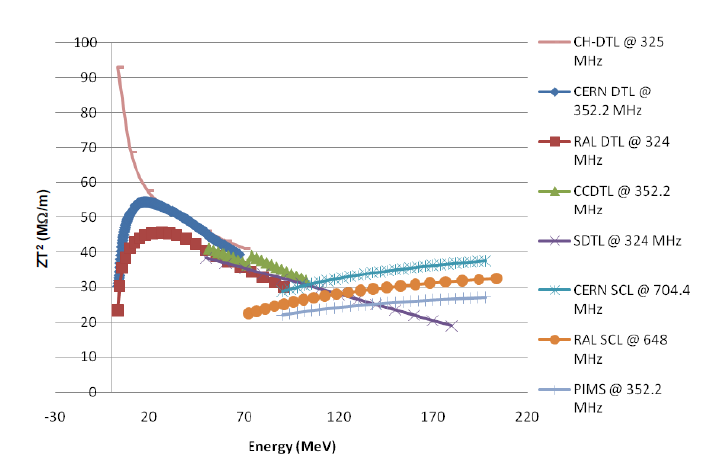 100
90
80
70
60
50
40
30
20
10
0
-30
20
70
120
170
220
ZT² (MΩ/m)
Energy (MeV)
CH-DTL @ 325
MHz
CERN DTL @
352.2 MHz
RAL DTL @ 324
MHz
CCDTL @ 352.2
MHz
SDTL @ 324 MHz
CERN SCL @ 704.4
MHz
RAL SCL @ 648
MHz
PIMS @ 352.2
MHz